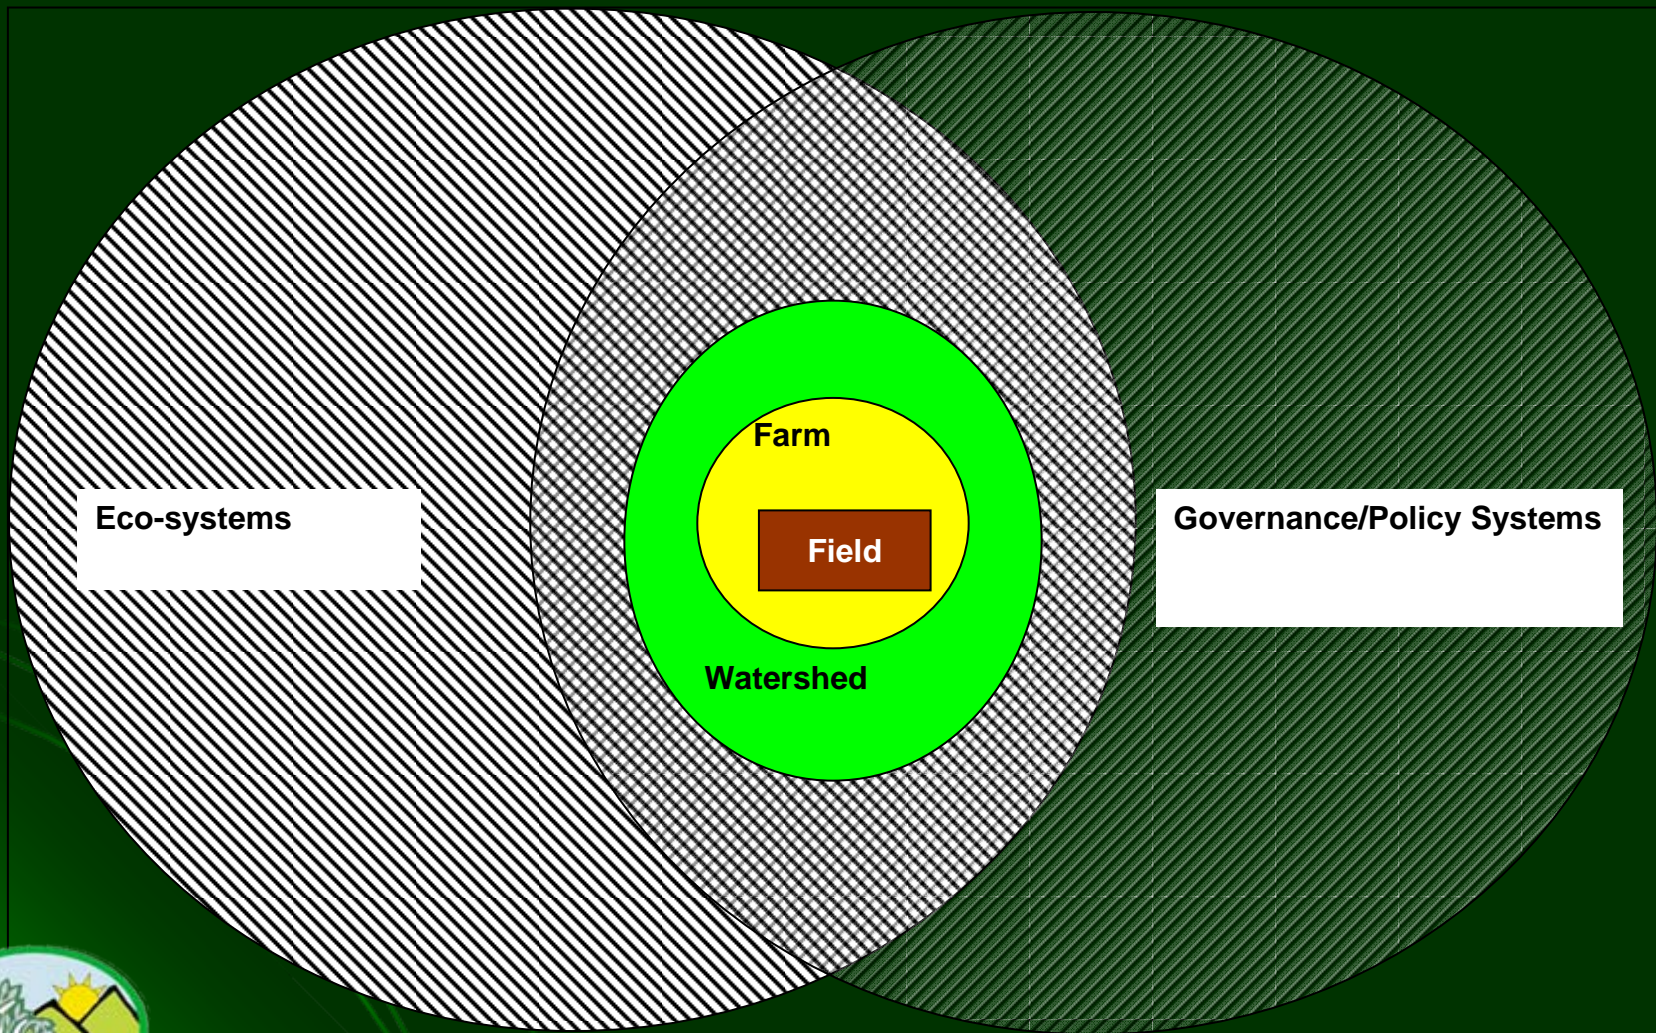 Farm
Eco-systems
Governance/Policy Systems
Field
Watershed